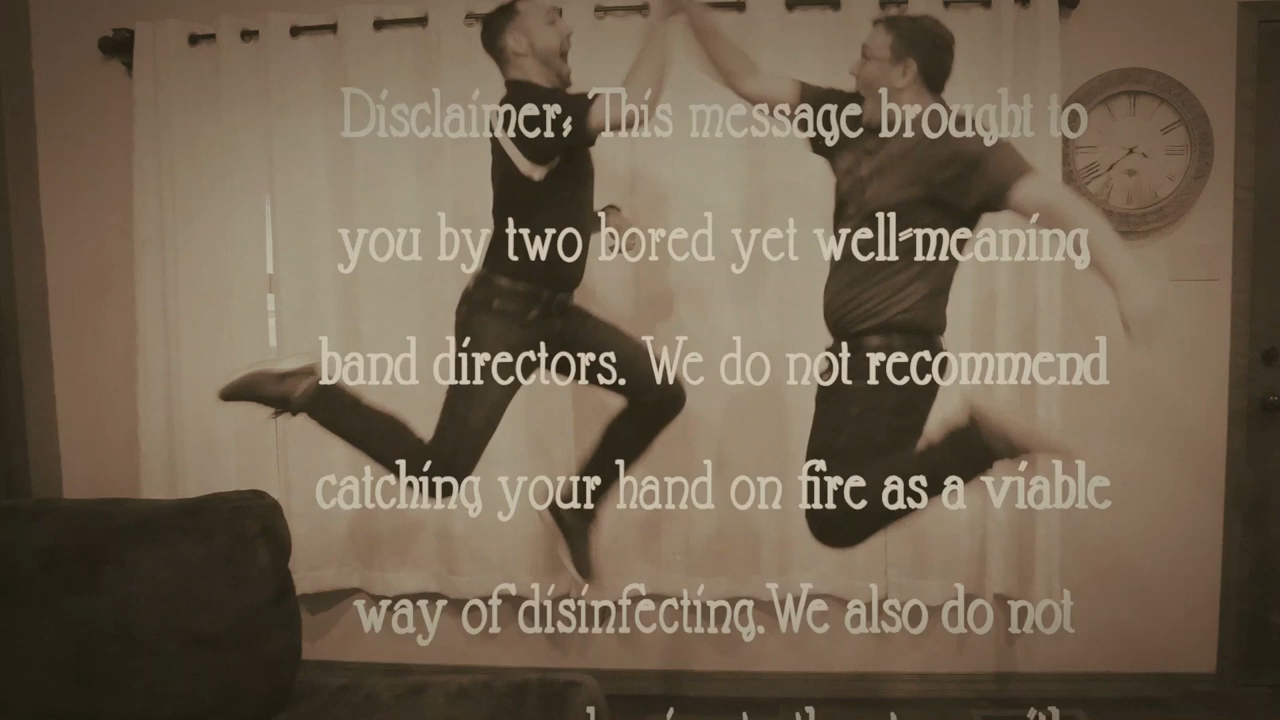 Disclaimer: This message brought to
you by two bored yet well-meaning
band directors. We do not recommend
catching your hand on fire as a viable
way of disinfecting. We also do not